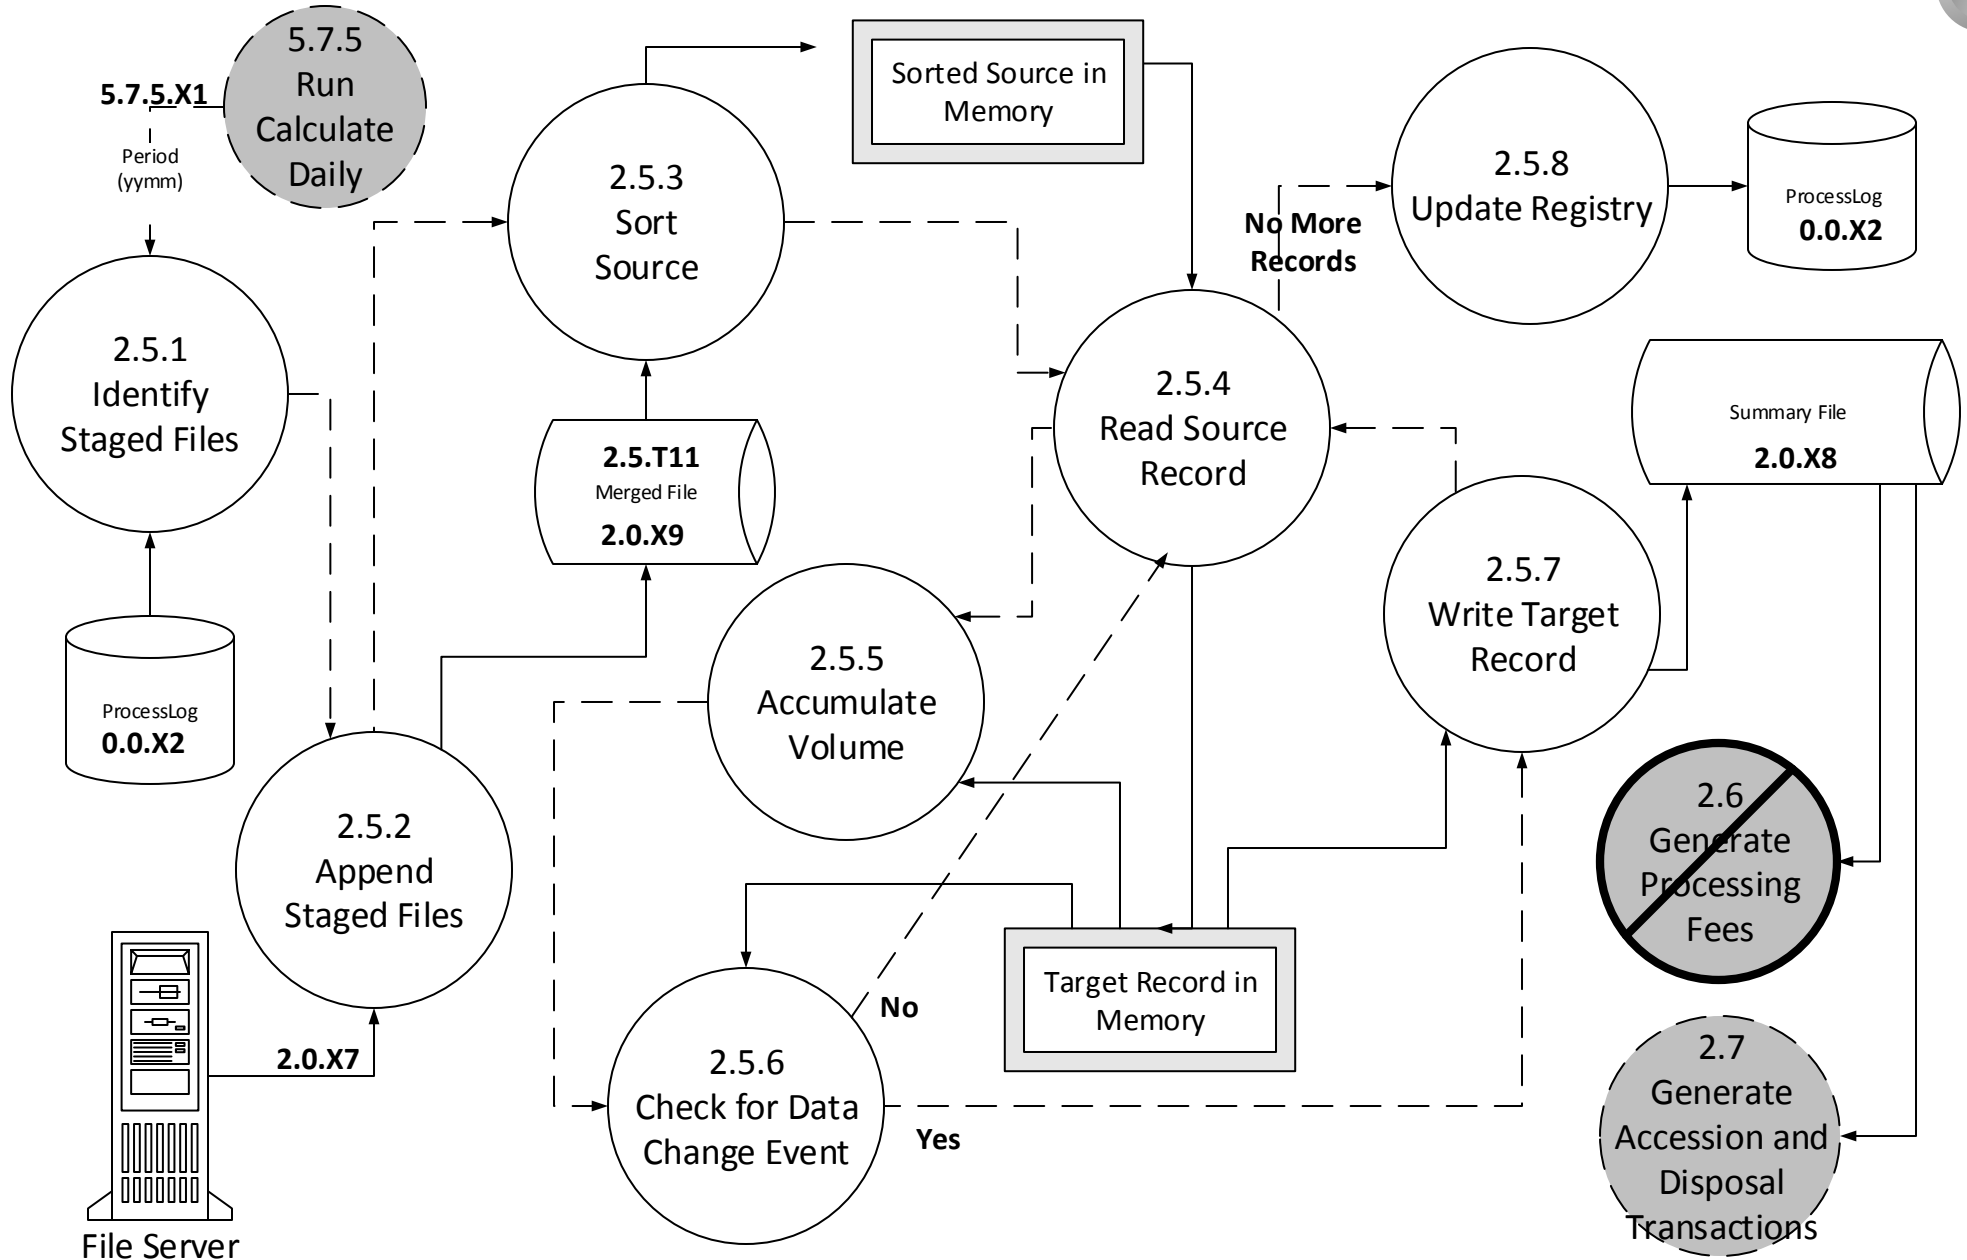 5.7.5
Run
Calculate
Daily
5.7.5.X1
Period
(yymm)
2.5.1
Identify
Staged Files
ProcessLog
0.0.X2
2.5.2
Append
Staged Files
2.0.X7
File Server
2.5.3
Sort
Source
2.5.T11
Merged File
2.0.X9
Sorted Source in
Memory
2.5.4
Read Source
Record
2.5.5
Accumulate
Volume
2.5.6
Check for Data
Change Event
No
Yes
Target Record in
Memory
No More
Records
2.5.8
Update Registry
ProcessLog
0.0.X2
Summary File
2.0.X8
2.5.7
Write Target
Record
2.6
Generate
Processing
Fees
2.7
Generate
Accession and
Disposal
Transactions